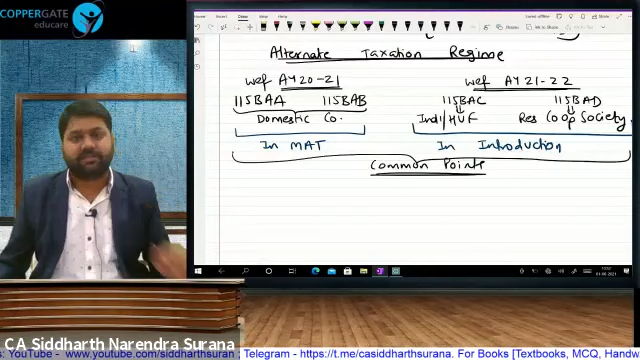 COPPERGATE
educare
Alternate Taxation Regime
wef AY 20-21
wef AY 21-22
115BAA 115BAB
115BAC 115BAD
Domestic Co.
Indi/HUF Res Co Op Society
In MAT
In Introduction
Common Points
CA Siddharth Narendra Surana
s: YouTube - www.youtube.com/siddharthsuran ; Telegram - https://t.me/casiddharthsurana. For Books [Textbooks, MCQ, Handw